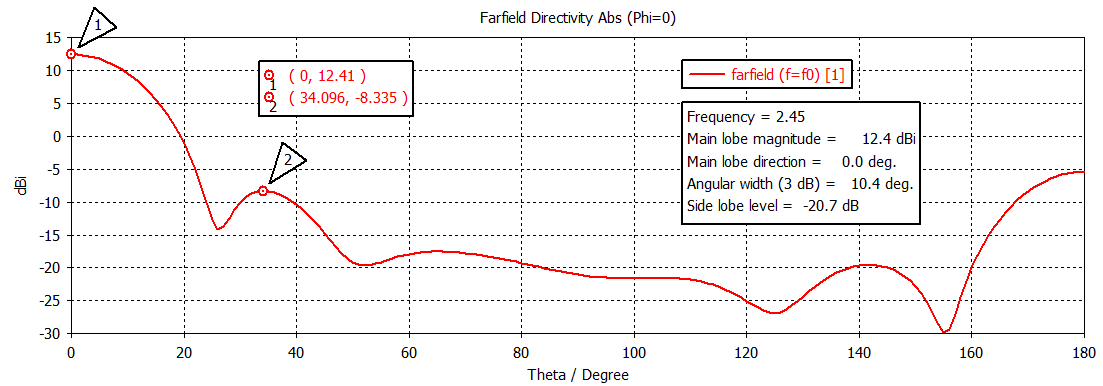 Farfield Directivity Abs (Phi=0)
1
15
10
5
0
-5
-10
-15
-20
-25
-30
dBi
1 ( 0, 12.41 )
2 ( 34.096, -8.335 )
2
farfield (f=f0) [1]
Frequency = 2.45
Main lobe magnitude = 12.4 dBi
Main lobe direction = 0.0 deg.
Angular width (3 dB) = 10.4 deg.
Side lobe level = -20.7 dB
0 20 40 60 80 100 120 140 160 180
Theta / Degree